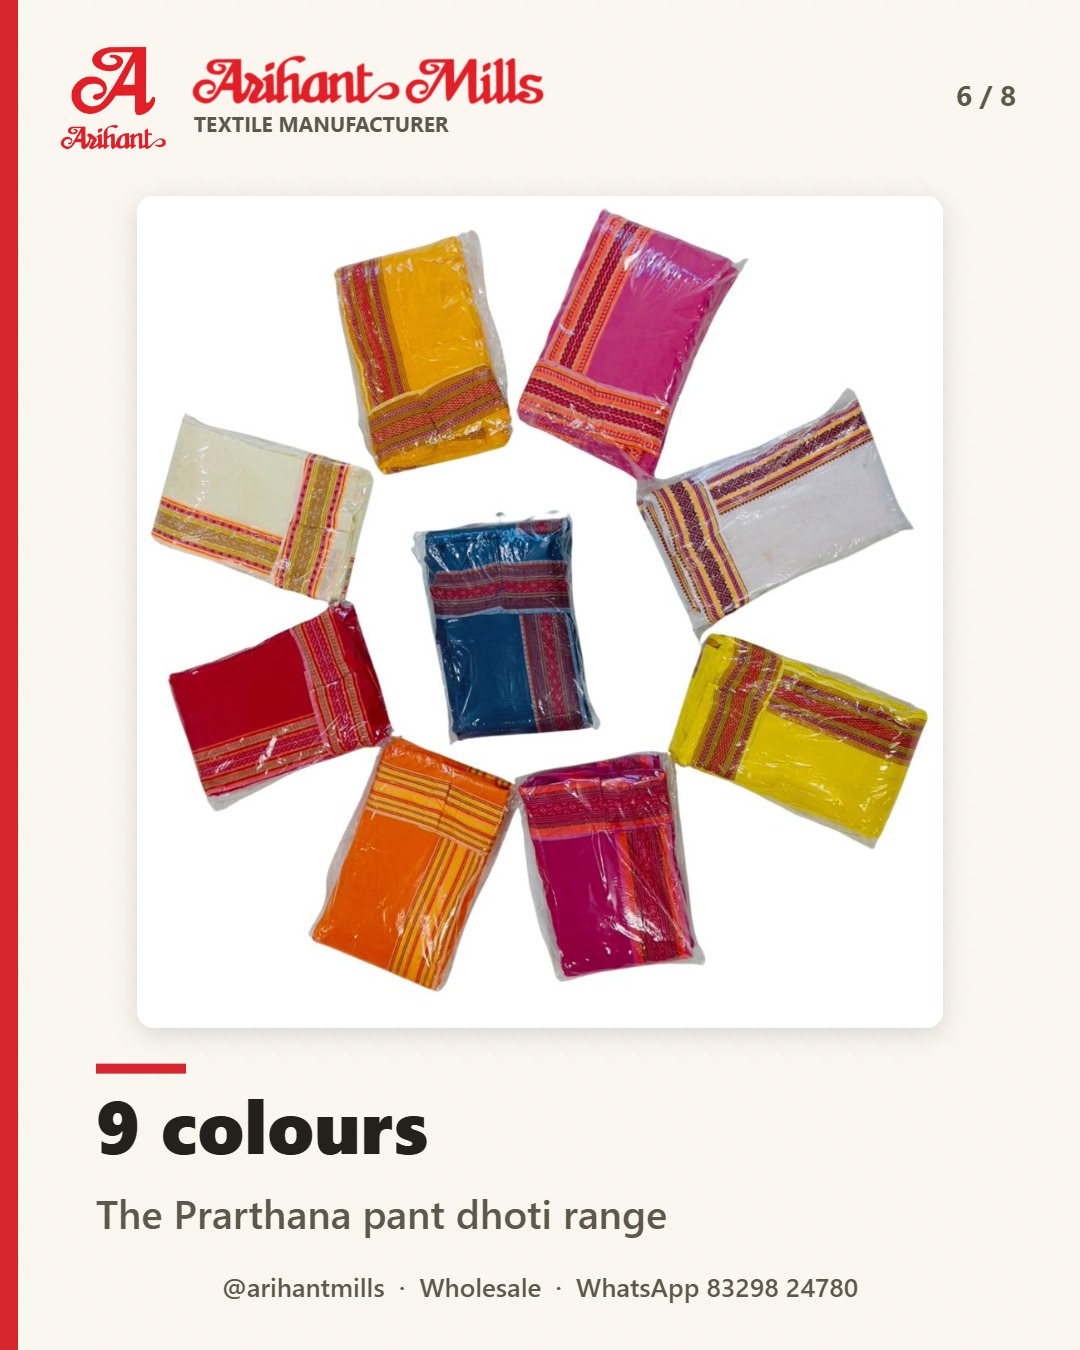 A
Arihant
Arihant Mills
TEXTILE MANUFACTURER
6 / 8
9 colours
The Prarthana pant dhoti range
@arihantmills · Wholesale · WhatsApp 83298 24780